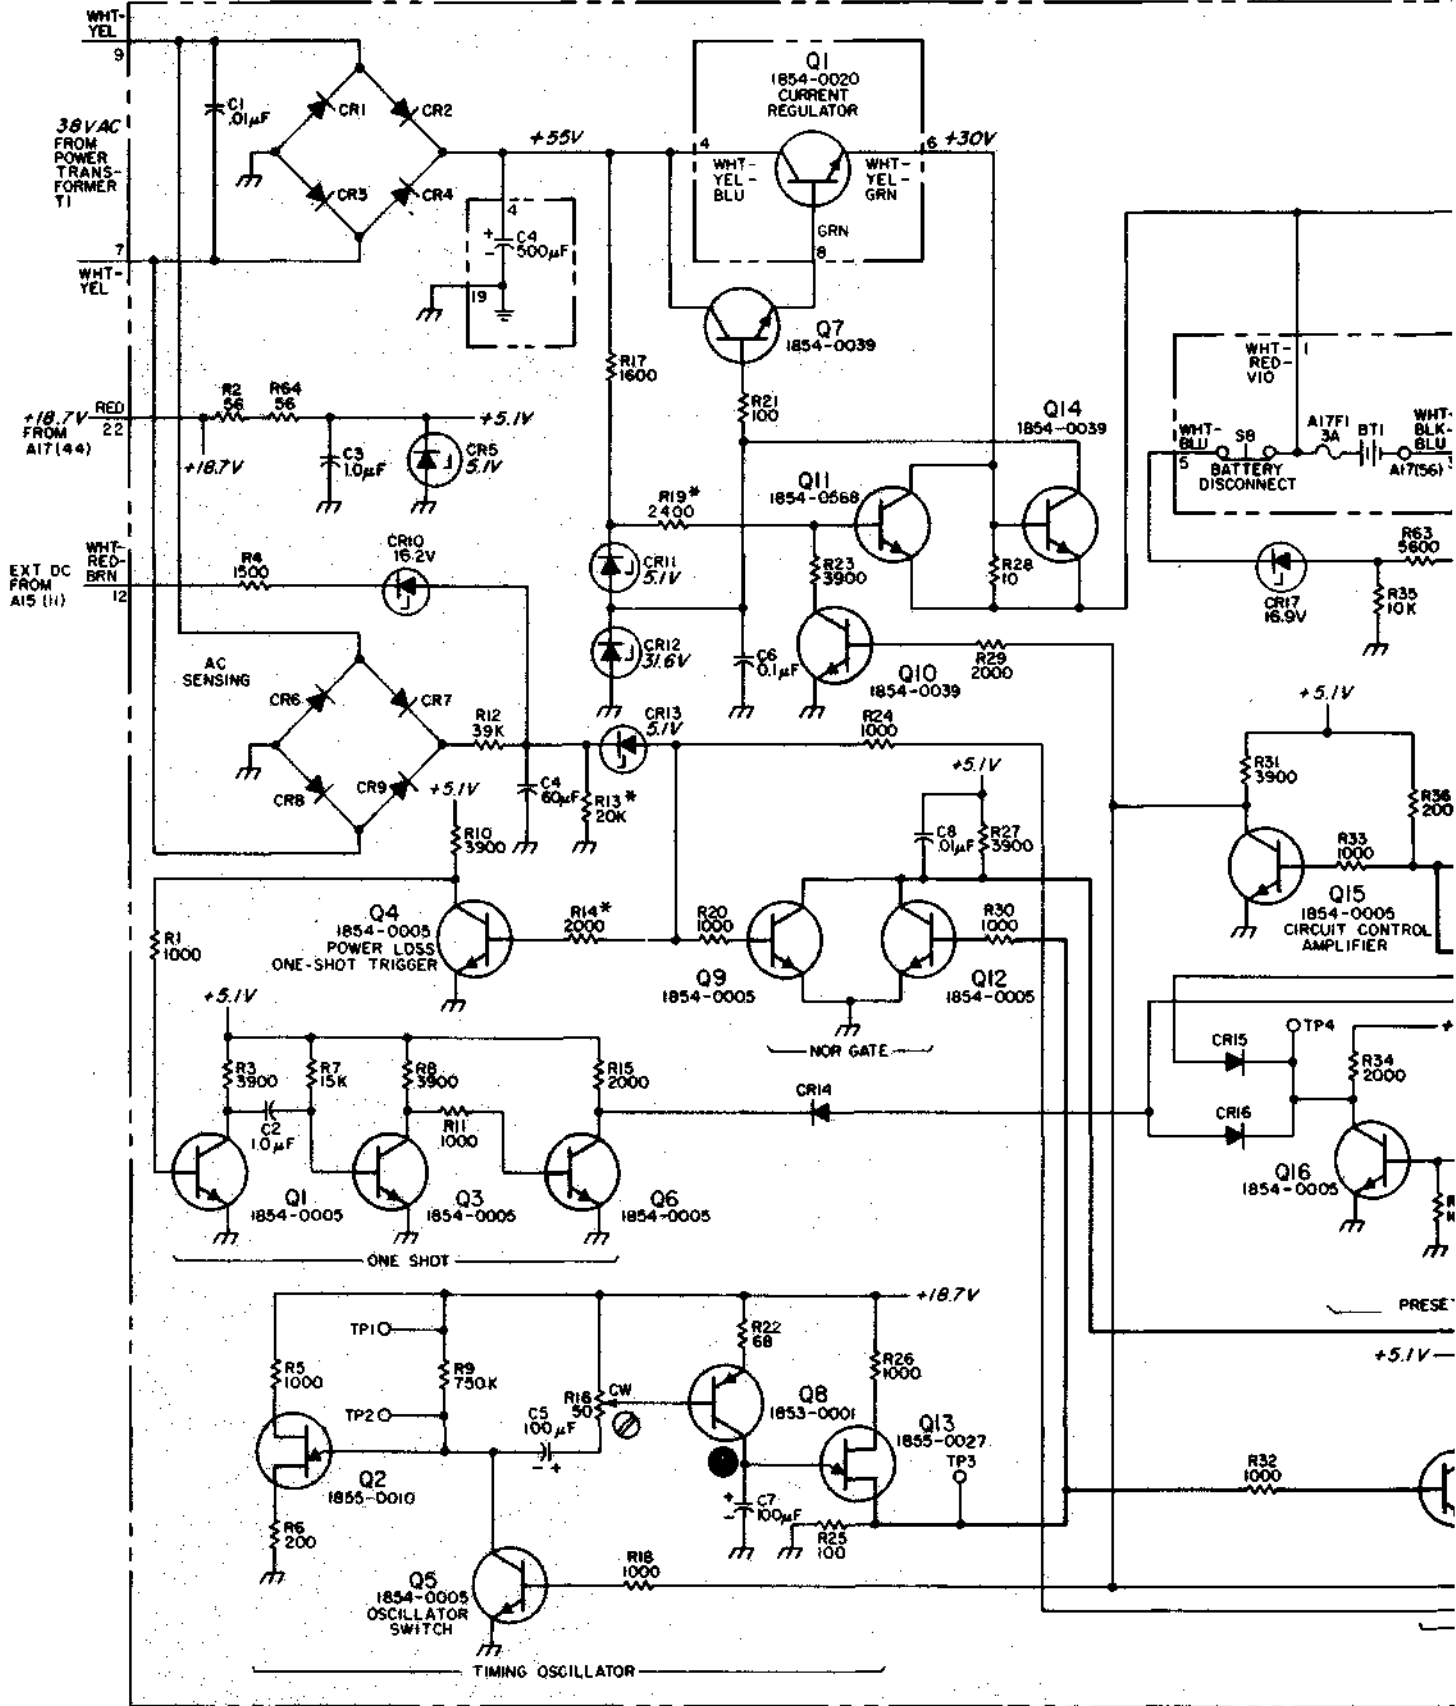 WHT-
YEL
9
38VAC
FROM
POWER
TRANS-
FORMER
T1
7
WHT-
YEL
C1
.01µF
CR1
CR2
CR3
CR4
+55V
4
C4
500µF
+
-
19
Q1
1854-0020
CURRENT
REGULATOR
4
WHT-
YEL-
BLU
6
+30V
WHT-
YEL-
GRN
GRN
8
Q7
1854-0039
R17
1600
R21
100
Q14
1854-0039
WHT-
RED-
VIO
1
WHT-
BLU
5
S8
BATTERY
DISCONNECT
A17F1
3A
BT1
WHT-
BLK-
BLU
A17(56)
+18.7V
FROM
A17(44)
RED
22
R2
56
R64
56
+5.1V
+18.7V
C3
1.0µF
CR5
5.1V
R19*
2400
Q11
1854-0568
CR11
5.1V
R23
3900
R28
10
CR17
16.9V
R63
5600
R35
10K
EXT DC
FROM
A15 (11)
WHT-
RED-
BRN
12
R4
1500
CR10
16.2V
CR12
31.6V
C6
0.1µF
Q10
1854-0039
R29
2000
AC
SENSING
CR6
CR7
CR8
CR9
R12
39K
CR13
5.1V
R24
1000
C4
60µF
R13*
20K
+5.1V
R10
3900
+5.1V
C8
.01µF
R27
3900
+5.1V
R31
3900
R36
200
R33
1000
Q15
1854-0005
CIRCUIT CONTROL
AMPLIFIER
R1
1000
Q4
1854-0005
POWER LOSS
ONE-SHOT TRIGGER
R14*
2000
R20
1000
Q9
1854-0005
R30
1000
Q12
1854-0005
NOR GATE
+5.1V
R3
3900
R7
15K
R8
3900
R15
2000
C2
1.0µF
R11
1000
CR14
CR15
CR16
TP4
R34
2000
+
Q16
1854-0005
R
Q1
1854-0005
Q3
1854-0005
Q6
1854-0005
ONE SHOT
PRESET
+5.1V
+18.7V
TP1
R5
1000
R9
750K
TP2
R16
50
CW
C5
100µF
- +
R22
68
Q8
1853-0001
R26
1000
Q13
1855-0027
TP3
Q2
1855-0010
R6
200
+
-
C7
100µF
R25
100
R32
1000
Q5
1854-0005
OSCILLATOR
SWITCH
R18
1000
TIMING OSCILLATOR